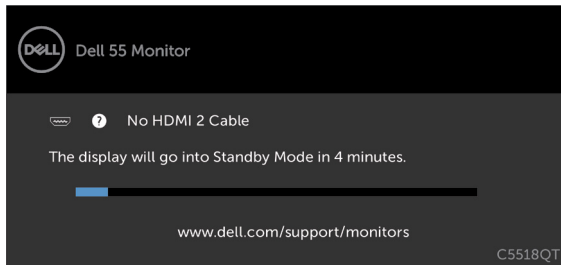 DELL
Dell 55 Monitor
? No HDMI 2 Cable
The display will go into Standby Mode in 4 minutes.
www.dell.com/support/monitors
C5518QT